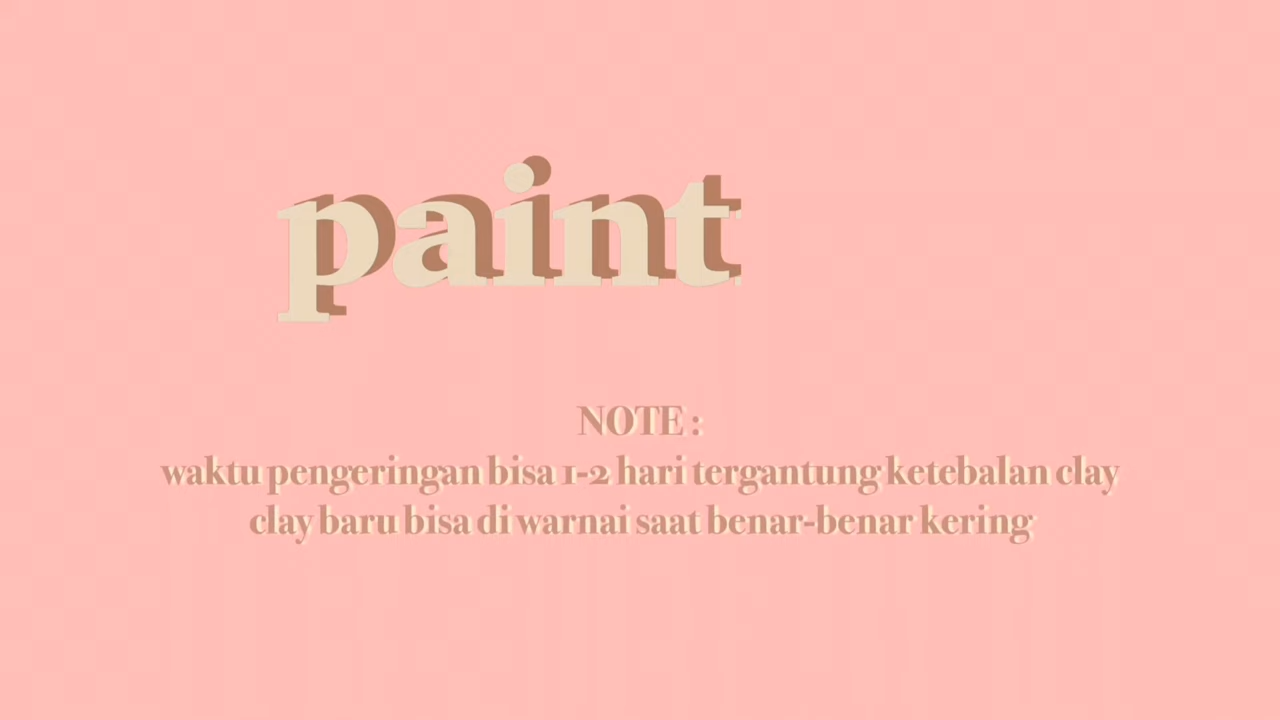 paint
NOTE :
waktu pengeringan bisa 1-2 hari tergantung ketebalan clay
clay baru bisa di warnai saat benar-benar kering